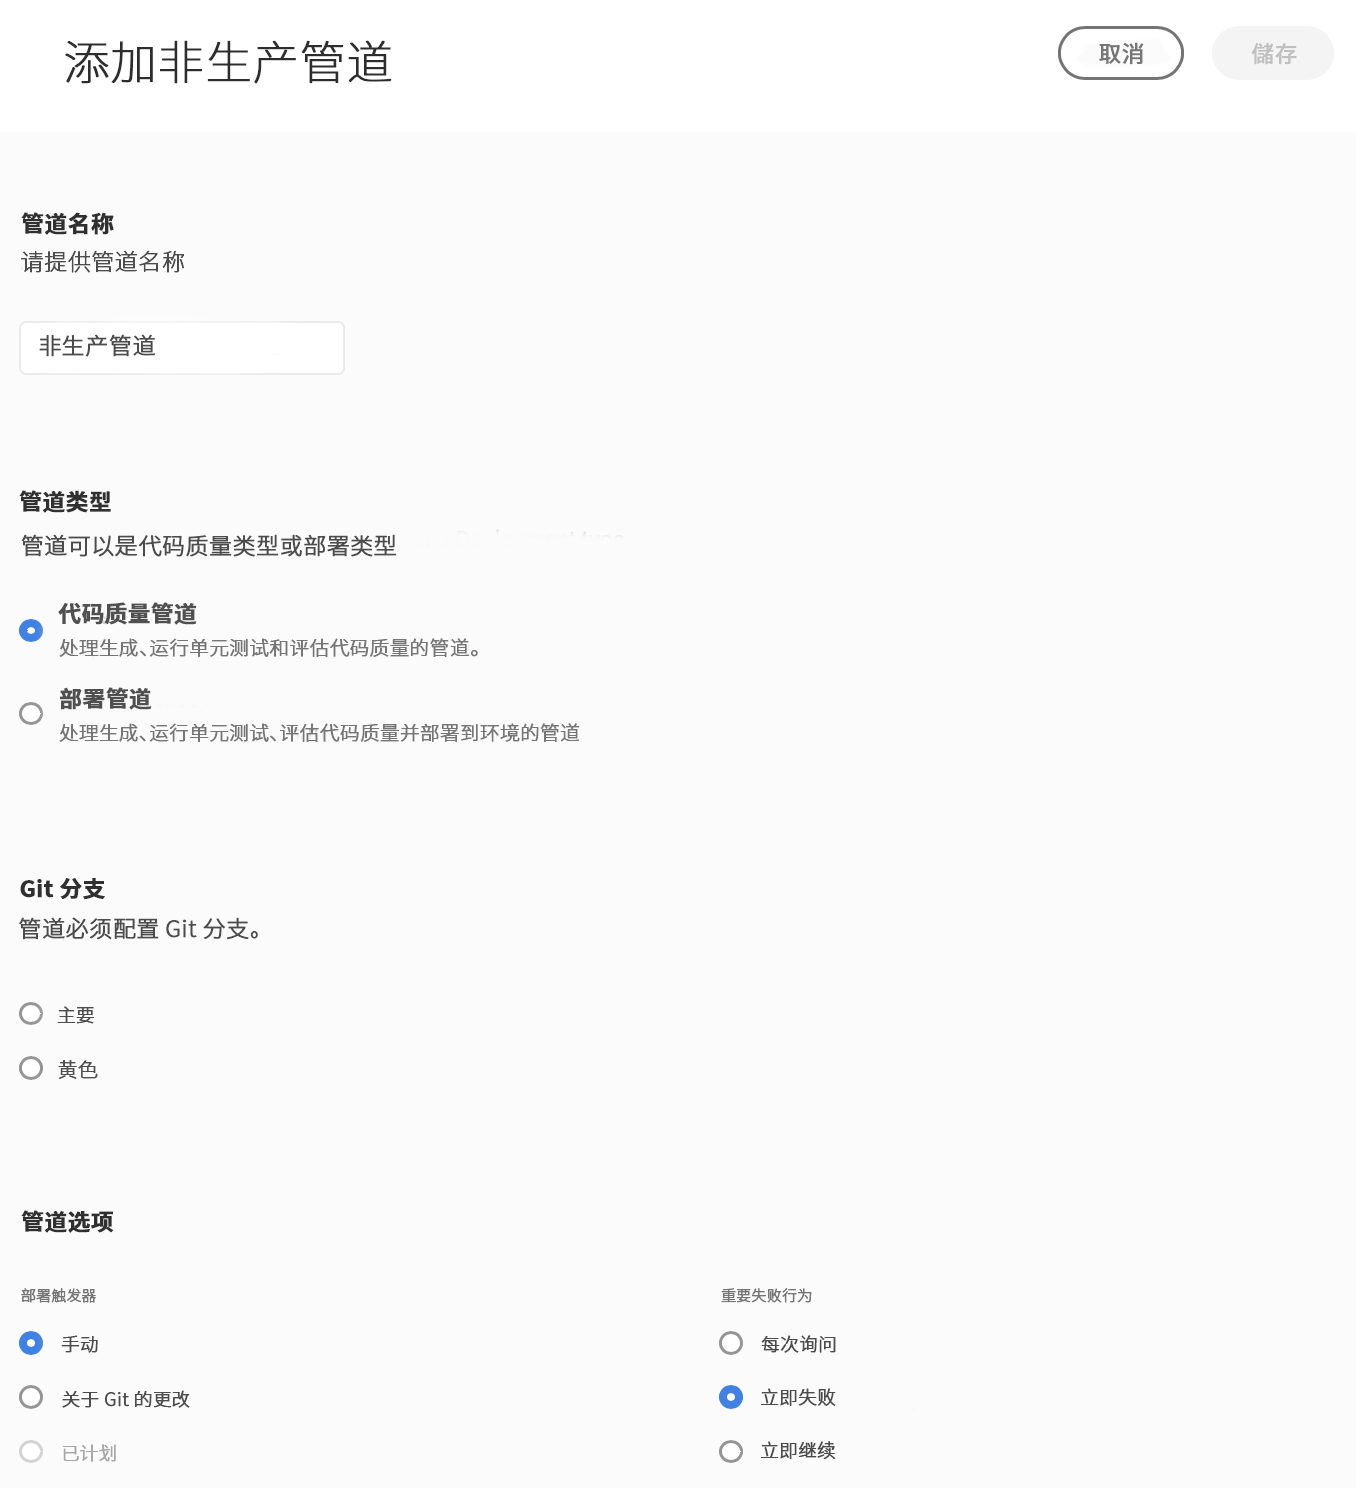 添加非生产管道
取消
儲存
管道名称
请提供管道名称
非生产管道
管道类型
管道可以是代码质量类型或部署类型
代码质量管道
处理生成、运行单元测试和评估代码质量的管道。
部署管道
处理生成、运行单元测试、评估代码质量并部署到环境的管道
Git 分支
管道必须配置 Git 分支。
主要
黄色
管道选项
部署触发器
手动
关于 Git 的更改
已计划
重要失败行为
每次询问
立即失败
立即继续